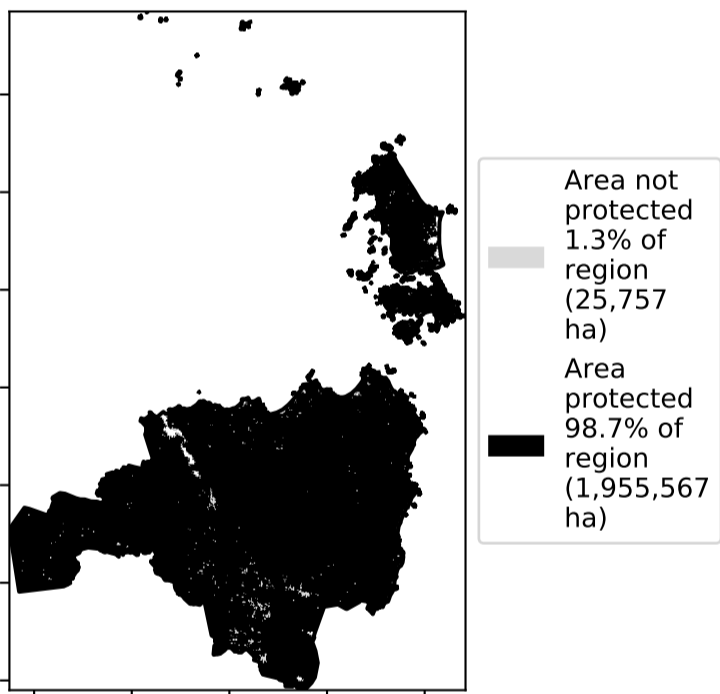 Area not
protected
1.3% of
region
(25,757
ha)
Area
protected
98.7% of
region
(1,955,567
ha)